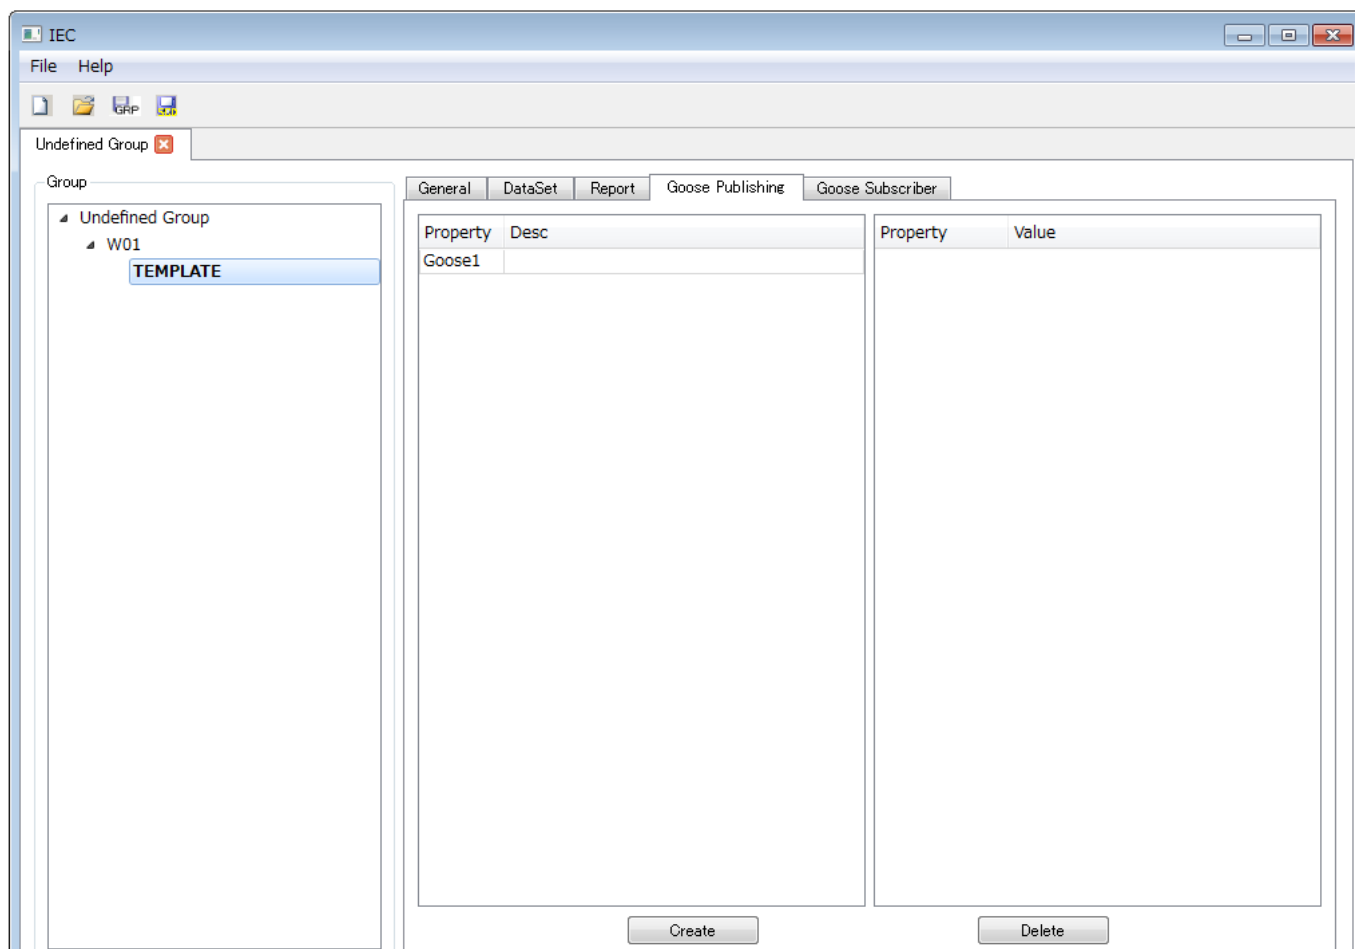 IEC
File Help
GRP
Undefined Group
Group
Undefined Group
W01
TEMPLATE
General DataSet Report Goose Publishing Goose Subscriber
Property Desc
Goose1
Property Value
Create
Delete